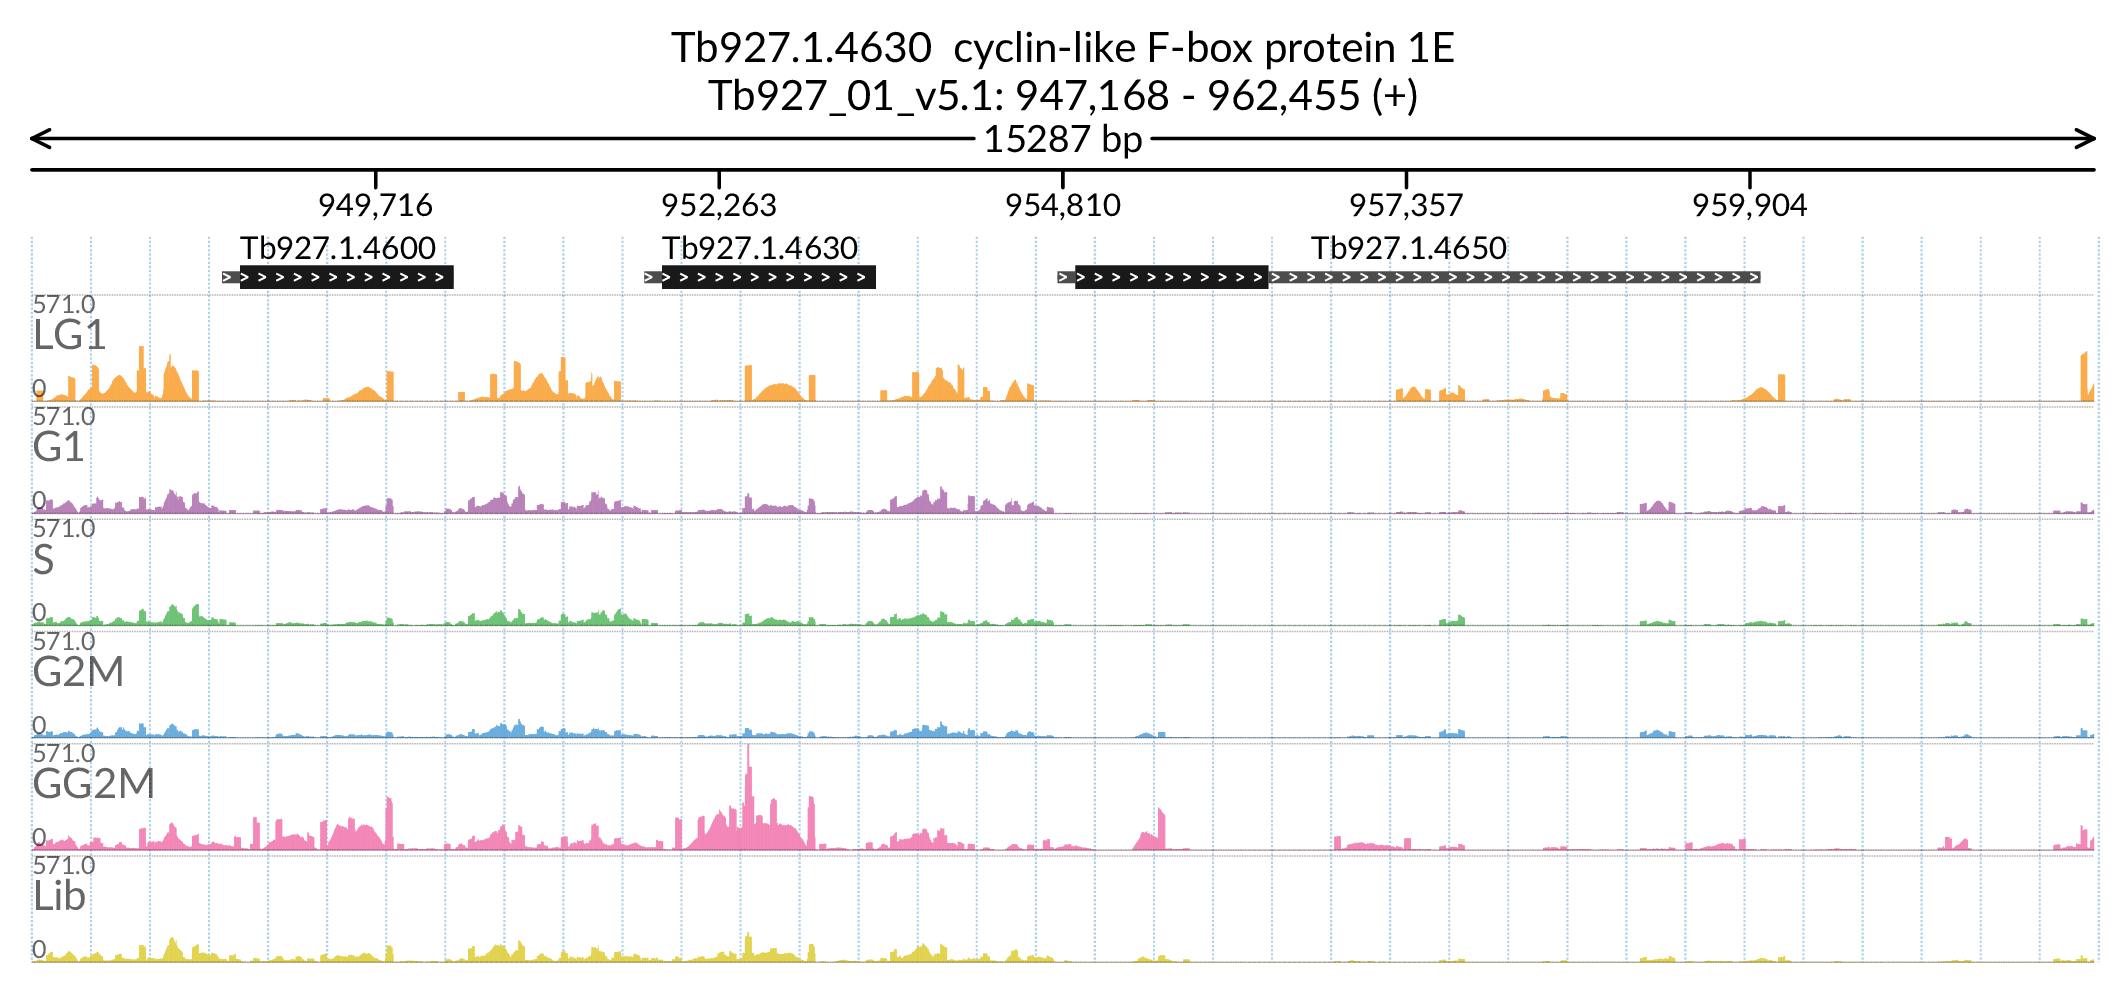 Tb927.1.4630  cyclin-like F-box protein 1E
Tb927_01_v5.1: 947,168 - 962,455 (+)
15287 bp
949,716 952,263 954,810 957,357 959,904
Tb927.1.4600 Tb927.1.4630 Tb927.1.4650
571.0
LG1
0
571.0
G1
0
571.0
S
0
571.0
G2M
0
571.0
GG2M
0
571.0
Lib
0